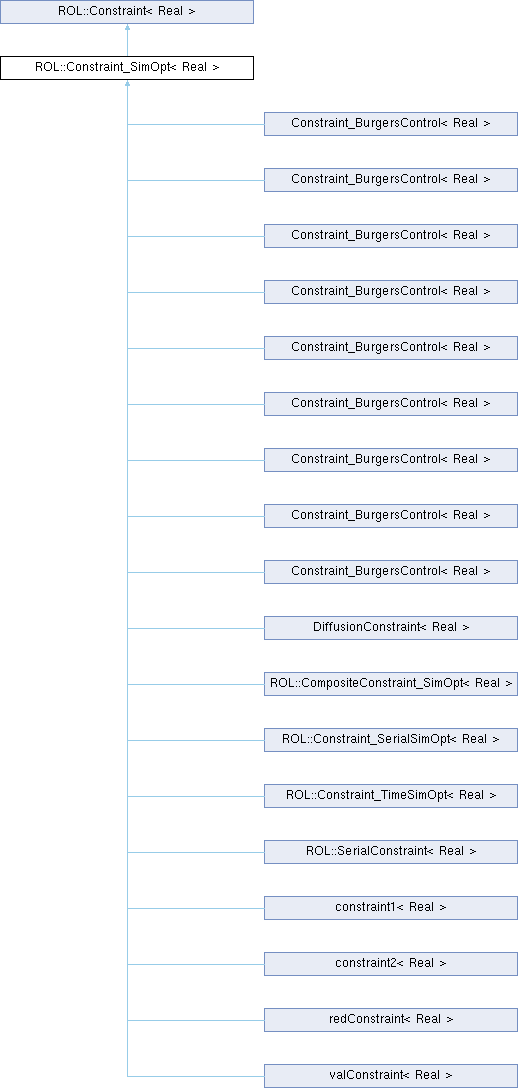 ROL::Constraint< Real >
ROL::Constraint_SimOpt< Real >
Constraint_BurgersControl< Real >
Constraint_BurgersControl< Real >
Constraint_BurgersControl< Real >
Constraint_BurgersControl< Real >
Constraint_BurgersControl< Real >
Constraint_BurgersControl< Real >
Constraint_BurgersControl< Real >
Constraint_BurgersControl< Real >
Constraint_BurgersControl< Real >
DiffusionConstraint< Real >
ROL::CompositeConstraint_SimOpt< Real >
ROL::Constraint_SerialSimOpt< Real >
ROL::Constraint_TimeSimOpt< Real >
ROL::SerialConstraint< Real >
constraint1< Real >
constraint2< Real >
redConstraint< Real >
valConstraint< Real >